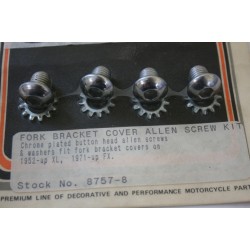 FORK BRACKET COVER ALLEN SCREW KIT
Chrome plated button head allen screws
& washers fit fork bracket covers on
1952-up XL, 1971-up FX.
Stock No. 8757-8
PREMIUM LINE OF DECORATIVE AND PERFORMANCE MOTORCYCLE PART